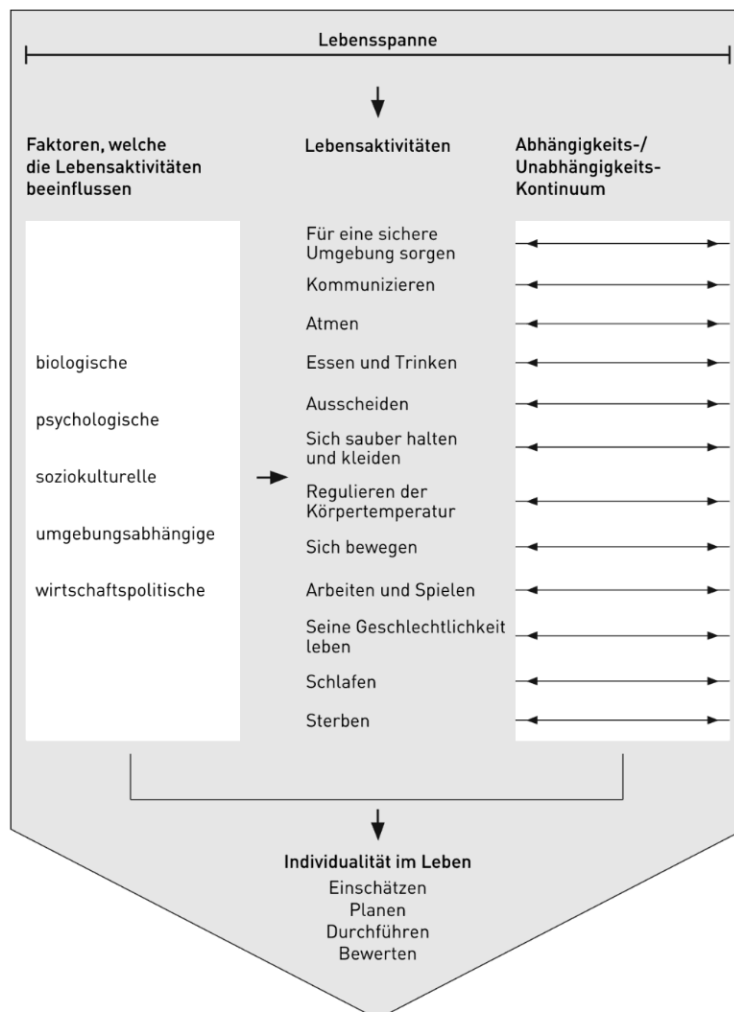 Lebensspanne
Faktoren, welche
die Lebensaktivitäten
beeinflussen
Lebensaktivitäten
Abhängigkeits-/
Unabhängigkeits-
Kontinuum
biologische
psychologische
soziokulturelle
umgebungsabhängige
wirtschaftspolitische
Für eine sichere
Umgebung sorgen
Kommunizieren
Atmen
Essen und Trinken
Ausscheiden
Sich sauber halten
und kleiden
Regulieren der
Körpertemperatur
Sich bewegen
Arbeiten und Spielen
Seine Geschlechtlichkeit
leben
Schlafen
Sterben
Individualität im Leben
Einschätzen
Planen
Durchführen
Bewerten